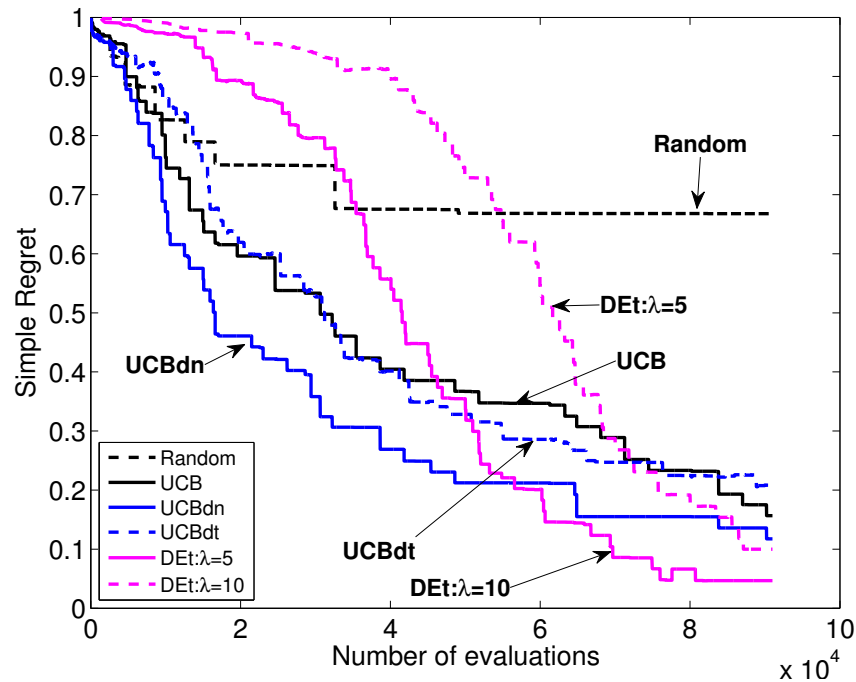 1
0.9
0.8
0.7
0.6
0.5
0.4
0.3
0.2
0.1
0
Simple Regret
Random
DEt:λ=5
UCB
UCBdn
UCBdt
DEt:λ=10
Random
UCB
UCBdn
UCBdt
DEt:λ=5
DEt:λ=10
0 2 4 6 8 10
Number of evaluations
x 10^4